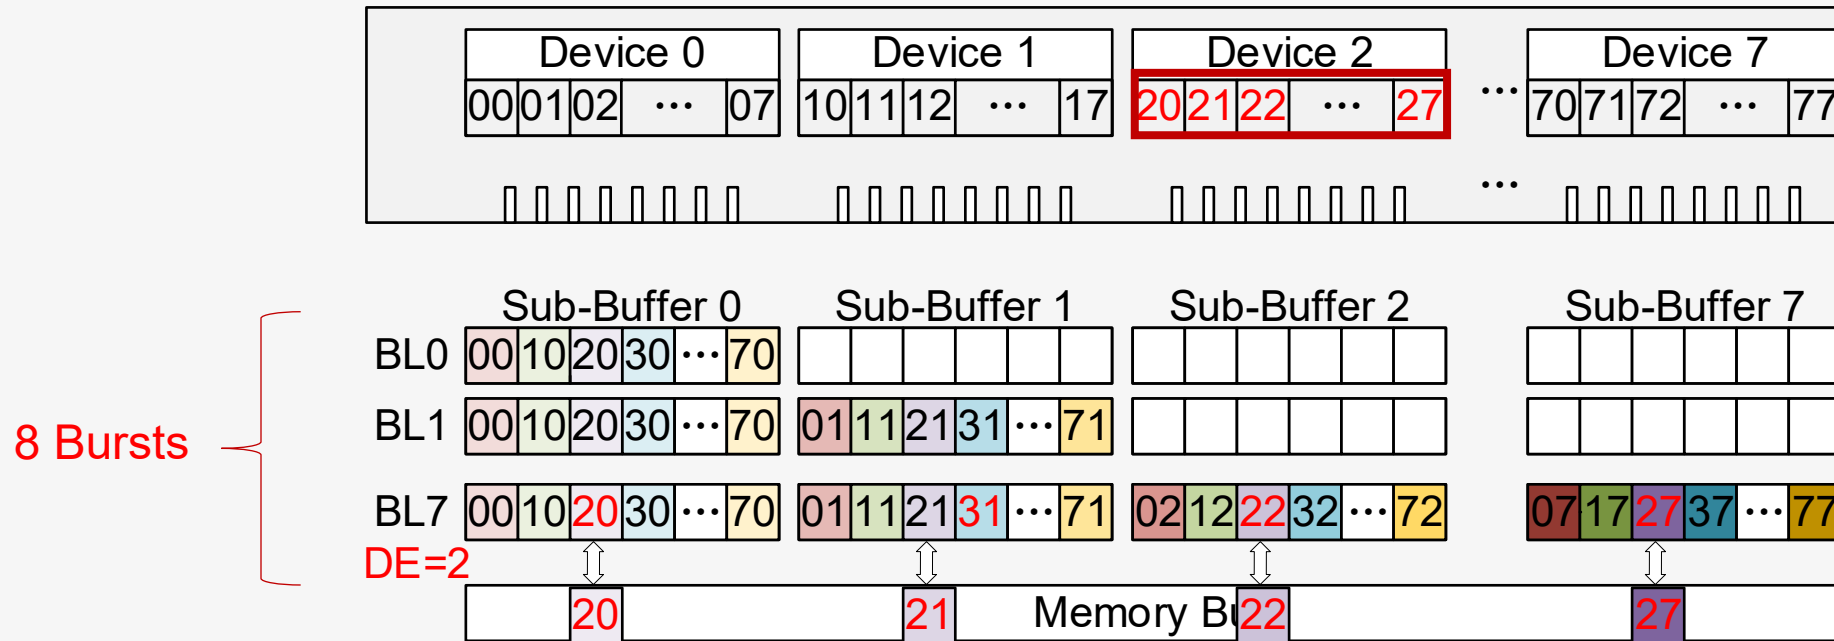 Device 0 Device 1 Device 2 Device 7
00 01 02 ... 07 10 11 12 ... 17 20 21 22 ... 27 ... 70 71 72 ... 77
...
Sub-Buffer 0 Sub-Buffer 1 Sub-Buffer 2 Sub-Buffer 7
BL0 00 10 20 30 ... 70
BL1 00 10 20 30 ... 70 01 11 21 31 ... 71
8 Bursts
BL7 00 10 20 30 ... 70 01 11 21 31 ... 71 02 12 22 32 ... 72 07 17 27 37 ... 77
DE=2
20 21 Memory B 22 27